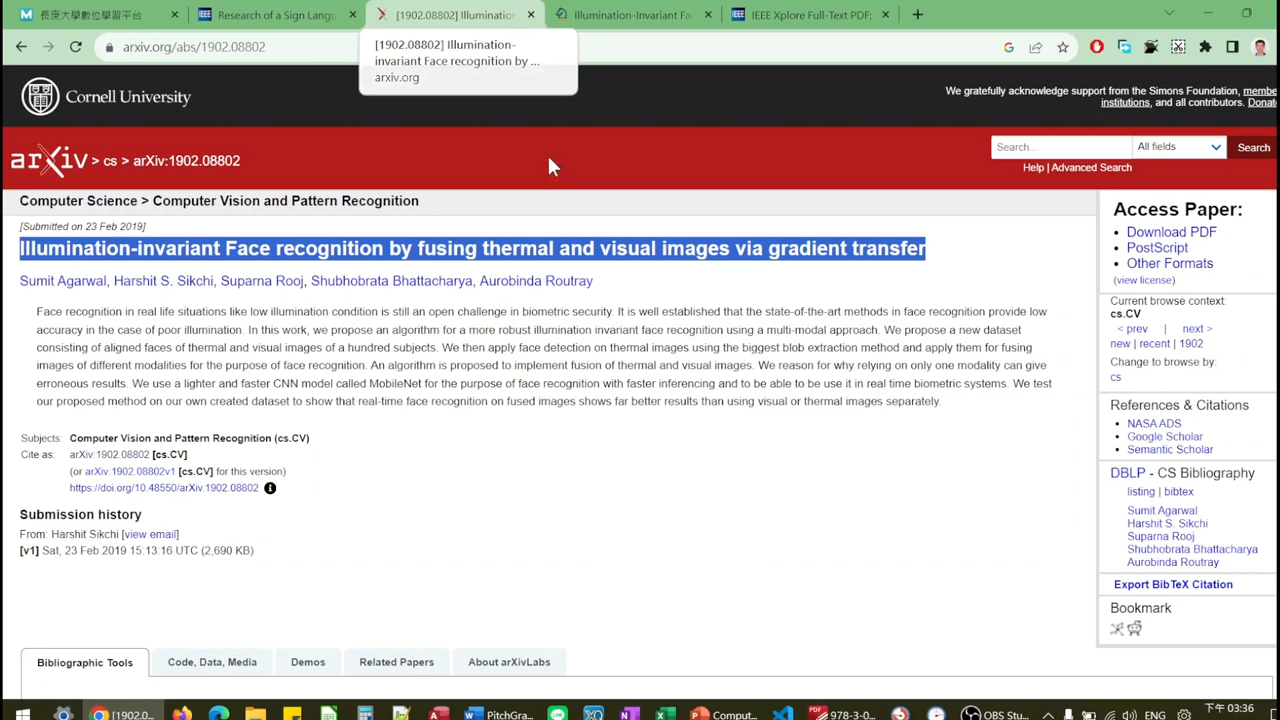 長庚大學數位學習平台
Research of a Sign Langu
[1902.08802] Illumination
Illumination-Invariant Fa
IEEE Xplore Full-Text PDF:
arxiv.org/abs/1902.08802
[1902.08802] Illumination-
invariant Face recognition by ...
arxiv.org
Cornell University
We gratefully acknowledge support from the Simons Foundation, membe
institutions, and all contributors. Donat
arXiv > cs > arXiv:1902.08802
Search...
All fields
Search
Help | Advanced Search
Computer Science > Computer Vision and Pattern Recognition
[Submitted on 23 Feb 2019]
Illumination-invariant Face recognition by fusing thermal and visual images via gradient transfer
Sumit Agarwal, Harshit S. Sikchi, Suparna Rooj, Shubhobrata Bhattacharya, Aurobinda Routray
Face recognition in real life situations like low illumination condition is still an open challenge in biometric security. It is well established that the state-of-the-art methods in face recognition provide low
accuracy in the case of poor illumination. In this work, we propose an algorithm for a more robust illumination invariant face recognition using a multi-modal approach. We propose a new dataset
consisting of aligned faces of thermal and visual images of a hundred subjects. We then apply face detection on thermal images using the biggest blob extraction method and apply them for fusing
images of different modalities for the purpose of face recognition. An algorithm is proposed to implement fusion of thermal and visual images. We reason for why relying on only one modality can give
erroneous results. We use a lighter and faster CNN model called MobileNet for the purpose of face recognition with faster inferencing and to be able to use it in real time biometric systems. We test
our proposed method on our own created dataset to show that real-time face recognition on fused images shows far better results than using visual or thermal images separately.
Subjects: Computer Vision and Pattern Recognition (cs.CV)
Cite as: arXiv:1902.08802 [cs.CV]
(or arXiv:1902.08802v1 [cs.CV] for this version)
https://doi.org/10.48550/arXiv.1902.08802
Submission history
From: Harshit Sikchi [view email]
[v1] Sat, 23 Feb 2019 15:13:16 UTC (2,690 KB)
Access Paper:
Download PDF
PostScript
Other Formats
(view license)
Current browse context:
cs.CV
< prev | next >
new | recent | 1902
Change to browse by:
cs
References & Citations
NASA ADS
Google Scholar
Semantic Scholar
DBLP - CS Bibliography
listing | bibtex
Sumit Agarwal
Harshit S. Sikchi
Suparna Rooj
Shubhobrata Bhattacharya
Aurobinda Routray
Export BibTeX Citation
Bookmark
Bibliographic Tools
Code, Data, Media
Demos
Related Papers
About arXivLabs
[1902.0...
PitchGra...
Comput...
978-3-0...
OBS Stu...
ENG
下午 03:36